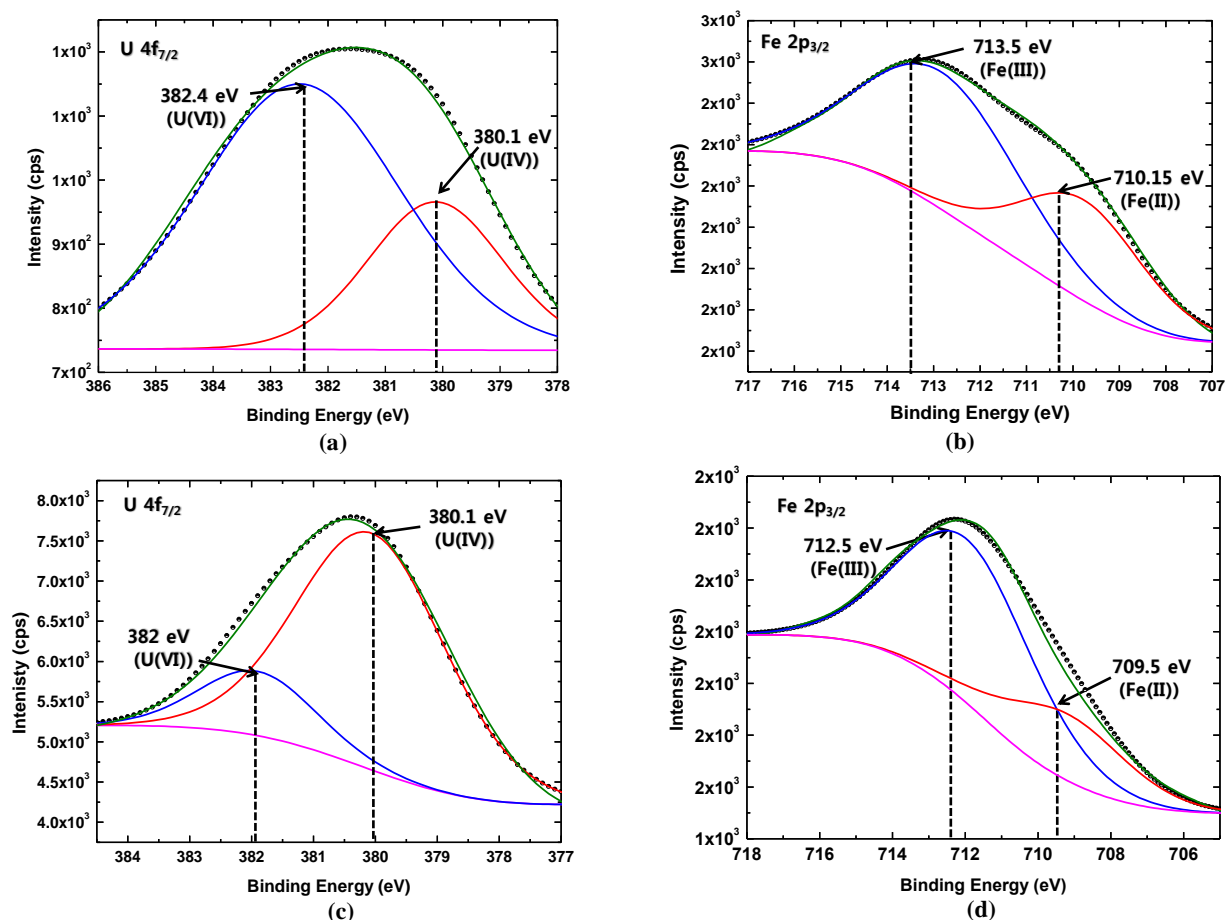 U 4f7/2
382.4 eV
(U(VI))
380.1 eV
(U(IV))
Intensity (cps)
1x10³
1x10³
1x10³
9x10²
8x10²
7x10²
386 385 384 383 382 381 380 379 378
Binding Energy (eV)
(a)
Fe 2p3/2
713.5 eV
(Fe(III))
710.15 eV
(Fe(II))
Intensity (cps)
3x10³
3x10³
2x10³
2x10³
2x10³
2x10³
2x10³
2x10³
2x10³
717 716 715 714 713 712 711 710 709 708 707
Binding Energy (eV)
(b)
U 4f7/2
380.1 eV
(U(IV))
382 eV
(U(VI))
Intenisty (cps)
8.0x10³
7.5x10³
7.0x10³
6.5x10³
6.0x10³
5.5x10³
5.0x10³
4.5x10³
4.0x10³
384 383 382 381 380 379 378 377
Binding Energy (eV)
(c)
Fe 2p3/2
712.5 eV
(Fe(III))
709.5 eV
(Fe(II))
Intensity (cps)
2x10³
2x10³
2x10³
2x10³
2x10³
2x10³
2x10³
1x10³
718 716 714 712 710 708 706
Binding Energy (eV)
(d)